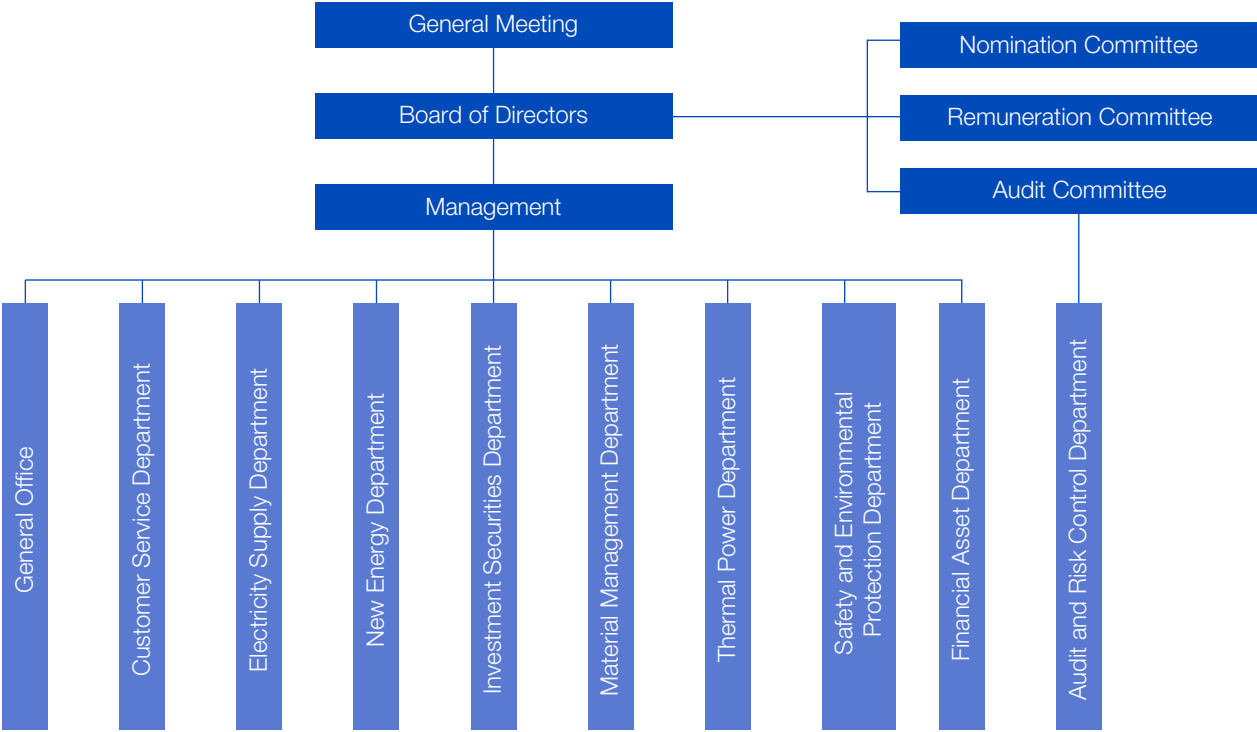 General Meeting
Nomination Committee
Board of Directors
Remuneration Committee
Management
Audit Committee
General Office
Customer Service Department
Electricity Supply Department
New Energy Department
Investment Securities Department
Material Management Department
Thermal Power Department
Safety and Environmental
Protection Department
Financial Asset Department
Audit and Risk Control Department